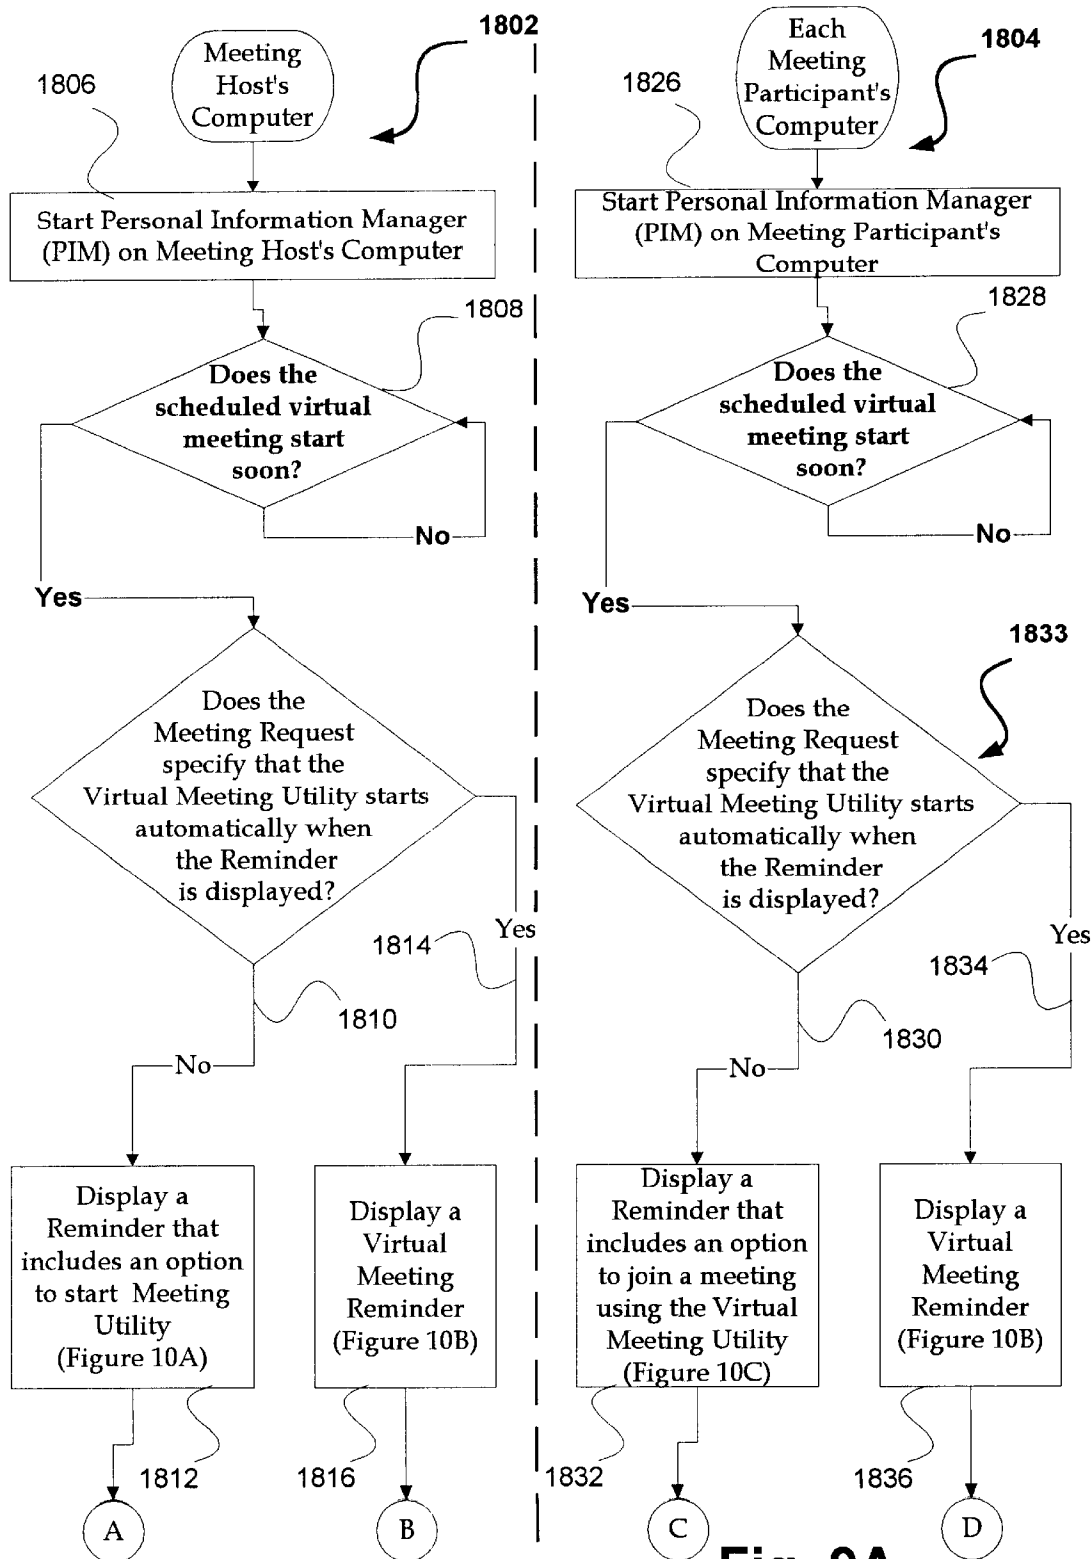 Meeting
Host's
Computer
1802
1806
Start Personal Information Manager
(PIM) on Meeting Host's Computer
1808
Does the
scheduled virtual
meeting start
soon?
No
Yes
Does the
Meeting Request
specify that the
Virtual Meeting Utility starts
automatically when
the Reminder
is displayed?
1814
Yes
1810
No
Display a
Reminder that
includes an option
to start Meeting
Utility
(Figure 10A)
Display a
Virtual
Meeting
Reminder
(Figure 10B)
1812
1816
A
B
Each
Meeting
Participant's
Computer
1804
1826
Start Personal Information Manager
(PIM) on Meeting Participant's
Computer
1828
Does the
scheduled virtual
meeting start
soon?
No
Yes
1833
Does the
Meeting Request
specify that the
Virtual Meeting Utility starts
automatically when
the Reminder
is displayed?
Yes
1834
1830
No
Display a
Reminder that
includes an option
to join a meeting
using the Virtual
Meeting Utility
(Figure 10C)
Display a
Virtual
Meeting
Reminder
(Figure 10B)
1832
1836
C
D
Fig. 9A